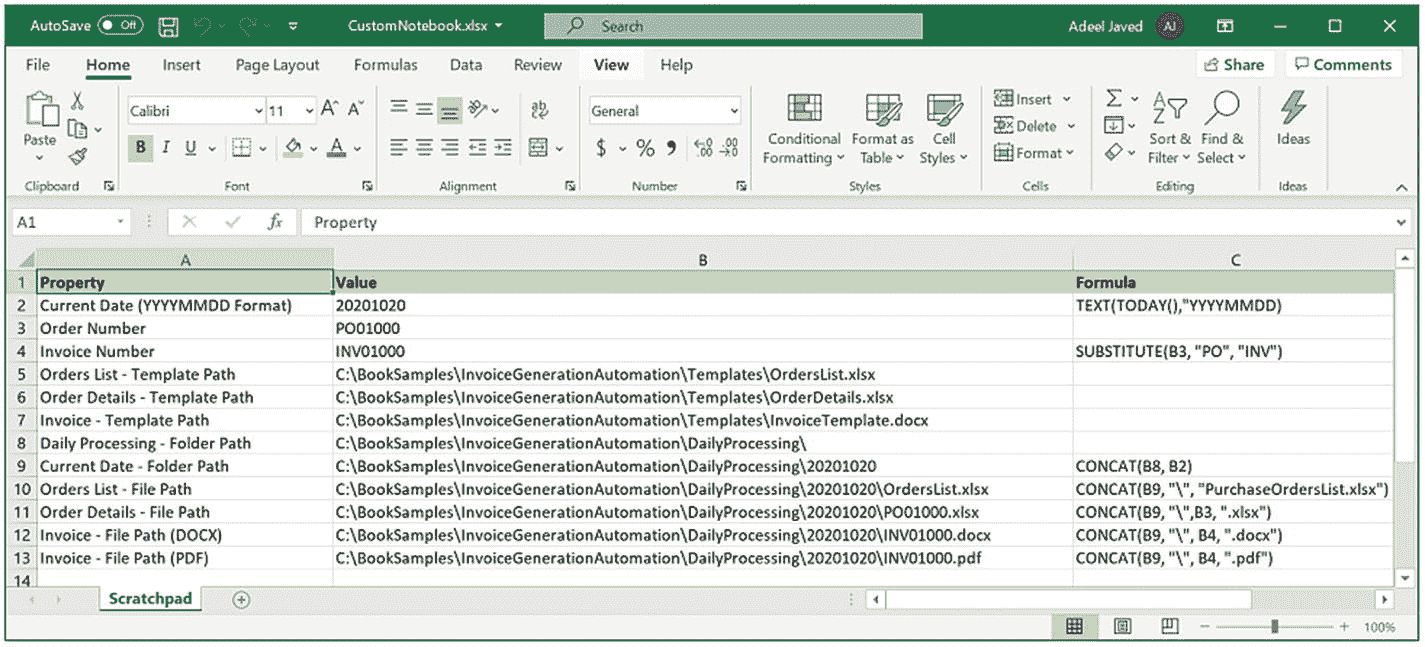 AutoSave Off CustomNotebook.xlsx Search Adeel Javed AJ
File Home Insert Page Layout Formulas Data Review View Help Share Comments
Paste
Clipboard
Calibri 11
B I U
Font
ab
Alignment
General
$ % 9 .00 .00
Number
Conditional Formatting
Format as Table
Cell Styles
Styles
Insert
Delete
Format
Cells
Sort & Filter
Find & Select
Editing
Ideas
Ideas
A1 fx Property
A B C
1 Property Value Formula
2 Current Date (YYYYMMDD Format) 20201020 TEXT(TODAY(),"YYYYMMDD)
3 Order Number PO01000
4 Invoice Number INV01000 SUBSTITUTE(B3, "PO", "INV")
5 Orders List - Template Path C:\BookSamples\InvoiceGenerationAutomation\Templates\OrdersList.xlsx
6 Order Details - Template Path C:\BookSamples\InvoiceGenerationAutomation\Templates\OrderDetails.xlsx
7 Invoice - Template Path C:\BookSamples\InvoiceGenerationAutomation\Templates\InvoiceTemplate.docx
8 Daily Processing - Folder Path C:\BookSamples\InvoiceGenerationAutomation\DailyProcessing\
9 Current Date - Folder Path C:\BookSamples\InvoiceGenerationAutomation\DailyProcessing\20201020 CONCAT(B8, B2)
10 Orders List - File Path C:\BookSamples\InvoiceGenerationAutomation\DailyProcessing\20201020\OrdersList.xlsx CONCAT(B9, "\", "PurchaseOrdersList.xlsx")
11 Order Details - File Path C:\BookSamples\InvoiceGenerationAutomation\DailyProcessing\20201020\PO01000.xlsx CONCAT(B9, "\",B3, ".xlsx")
12 Invoice - File Path (DOCX) C:\BookSamples\InvoiceGenerationAutomation\DailyProcessing\20201020\INV01000.docx CONCAT(B9, "\", B4, ".docx")
13 Invoice - File Path (PDF) C:\BookSamples\InvoiceGenerationAutomation\DailyProcessing\20201020\INV01000.pdf CONCAT(B9, "\", B4, ".pdf")
14
Scratchpad
100%